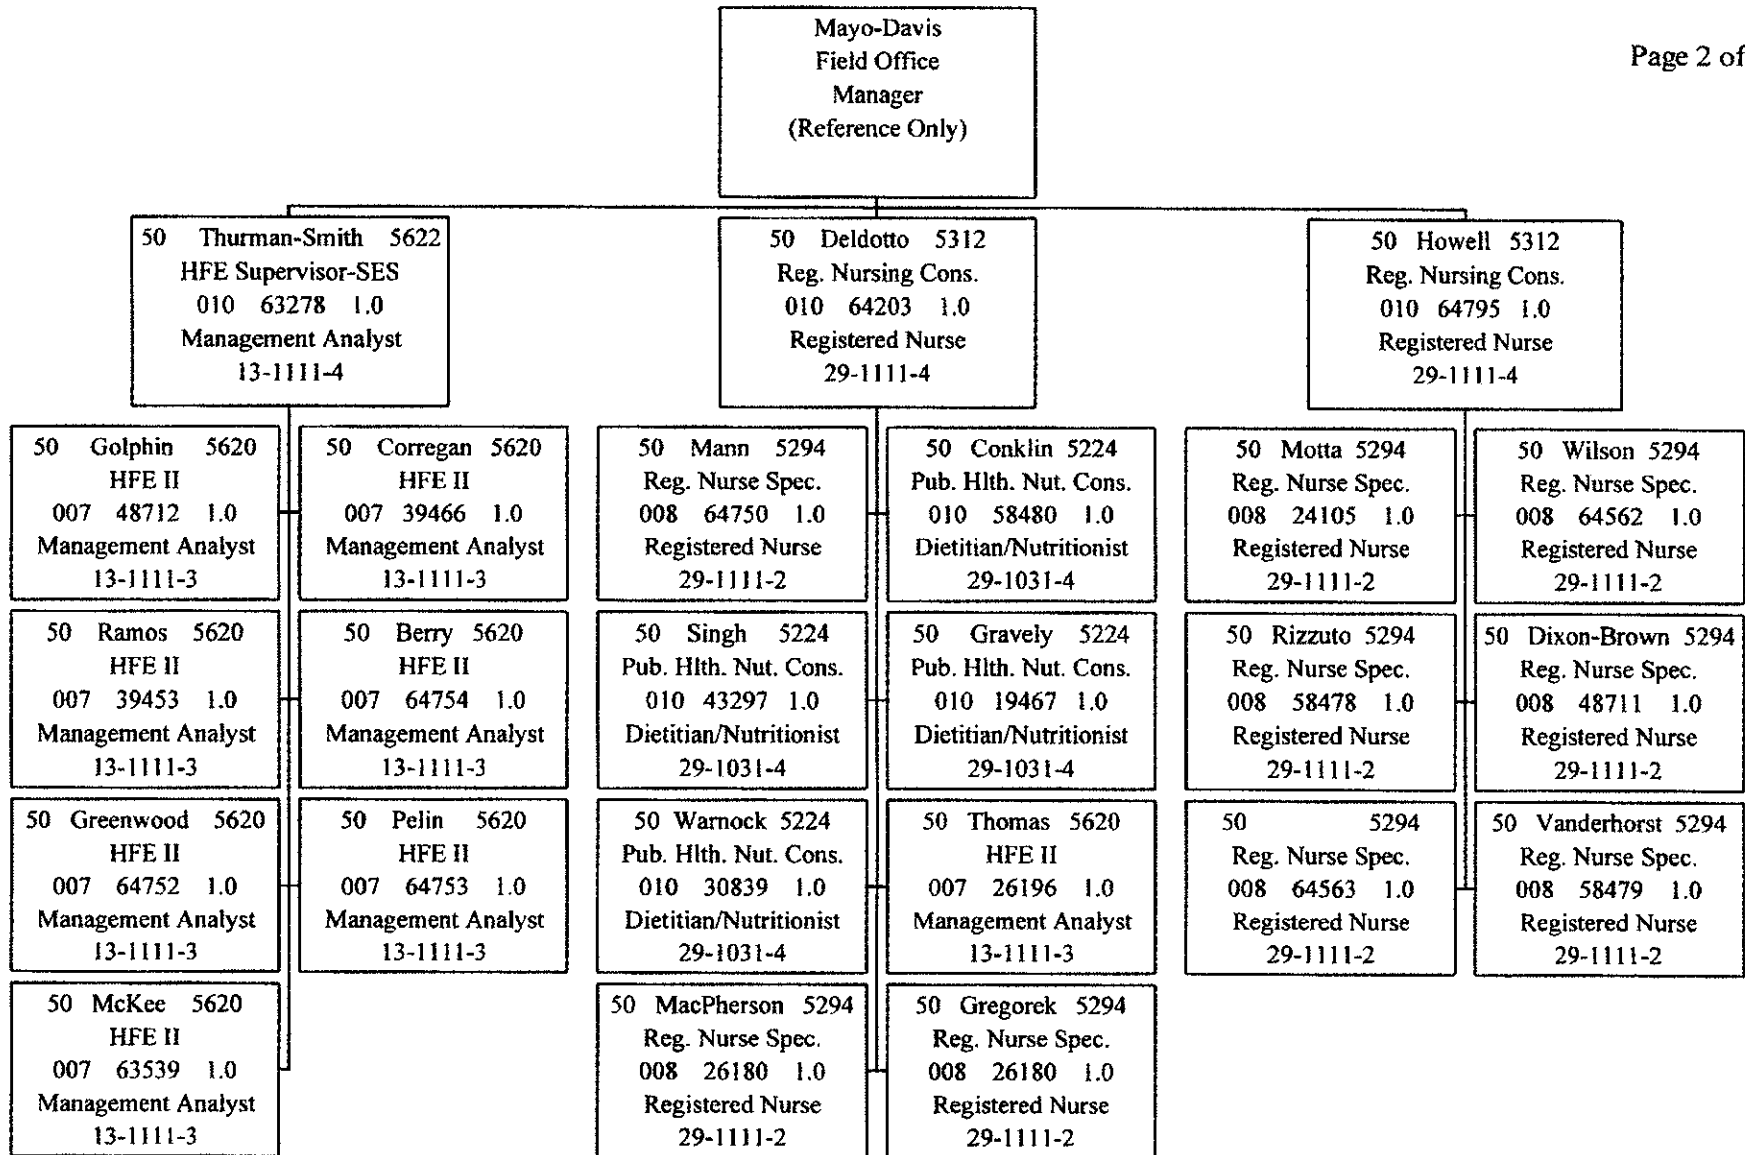 Mayo-Davis
Field Office
Manager
(Reference Only)
Page 2 of
50 Thurman-Smith 5622
HFE Supervisor-SES
010 63278 1.0
Management Analyst
13-1111-4
50 Deldotto 5312
Reg. Nursing Cons.
010 64203 1.0
Registered Nurse
29-1111-4
50 Howell 5312
Reg. Nursing Cons.
010 64795 1.0
Registered Nurse
29-1111-4
50 Golphin 5620
HFE II
007 48712 1.0
Management Analyst
13-1111-3
50 Corregan 5620
HFE II
007 39466 1.0
Management Analyst
13-1111-3
50 Mann 5294
Reg. Nurse Spec.
008 64750 1.0
Registered Nurse
29-1111-2
50 Conklin 5224
Pub. Hlth. Nut. Cons.
010 58480 1.0
Dietitian/Nutritionist
29-1031-4
50 Motta 5294
Reg. Nurse Spec.
008 24105 1.0
Registered Nurse
29-1111-2
50 Wilson 5294
Reg. Nurse Spec.
008 64562 1.0
Registered Nurse
29-1111-2
50 Ramos 5620
HFE II
007 39453 1.0
Management Analyst
13-1111-3
50 Berry 5620
HFE II
007 64754 1.0
Management Analyst
13-1111-3
50 Singh 5224
Pub. Hlth. Nut. Cons.
010 43297 1.0
Dietitian/Nutritionist
29-1031-4
50 Gravely 5224
Pub. Hlth. Nut. Cons.
010 19467 1.0
Dietitian/Nutritionist
29-1031-4
50 Rizzuto 5294
Reg. Nurse Spec.
008 58478 1.0
Registered Nurse
29-1111-2
50 Dixon-Brown 5294
Reg. Nurse Spec.
008 48711 1.0
Registered Nurse
29-1111-2
50 Greenwood 5620
HFE II
007 64752 1.0
Management Analyst
13-1111-3
50 Pelin 5620
HFE II
007 64753 1.0
Management Analyst
13-1111-3
50 Warnock 5224
Pub. Hlth. Nut. Cons.
010 30839 1.0
Dietitian/Nutritionist
29-1031-4
50 Thomas 5620
HFE II
007 26196 1.0
Management Analyst
13-1111-3
50 5294
Reg. Nurse Spec.
008 64563 1.0
Registered Nurse
29-1111-2
50 Vanderhorst 5294
Reg. Nurse Spec.
008 58479 1.0
Registered Nurse
29-1111-2
50 McKee 5620
HFE II
007 63539 1.0
Management Analyst
13-1111-3
50 MacPherson 5294
Reg. Nurse Spec.
008 26180 1.0
Registered Nurse
29-1111-2
50 Gregorek 5294
Reg. Nurse Spec.
008 26180 1.0
Registered Nurse
29-1111-2